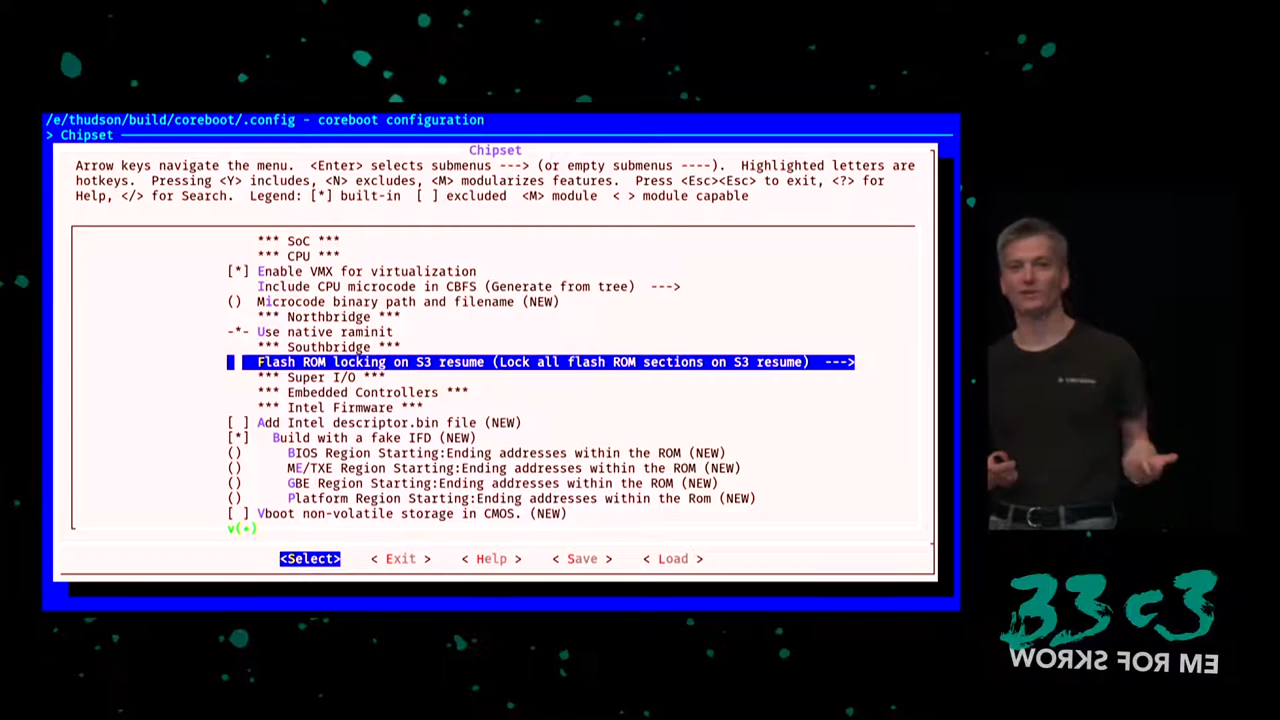 /e/thudson/build/coreboot/.config - coreboot configuration
> Chipset
Chipset
Arrow keys navigate the menu.  <Enter> selects submenus ---> (or empty submenus ----).  Highlighted letters are
hotkeys.  Pressing <Y> includes, <N> excludes, <M> modularizes features.  Press <Esc><Esc> to exit, <?> for
Help, </> for Search.  Legend: [*] built-in  [ ] excluded  <M> module  < > module capable
*** SoC ***
*** CPU ***
[*] Enable VMX for virtualization
Include CPU microcode in CBFS (Generate from tree)  --->
() Microcode binary path and filename (NEW)
*** Northbridge ***
-*- Use native raminit
*** Southbridge ***
Flash ROM locking on S3 resume (Lock all flash ROM sections on S3 resume)  --->
*** Super I/O ***
*** Embedded Controllers ***
*** Intel Firmware ***
[ ] Add Intel descriptor.bin file (NEW)
[*] Build with a fake IFD (NEW)
() BIOS Region Starting:Ending addresses within the ROM (NEW)
() ME/TXE Region Starting:Ending addresses within the ROM (NEW)
() GBE Region Starting:Ending addresses within the ROM (NEW)
() Platform Region Starting:Ending addresses within the Rom (NEW)
[ ] Vboot non-volatile storage in CMOS. (NEW)
v(+)
<Select>    < Exit >    < Help >    < Save >    < Load >
33c3
WORKS FOR ME